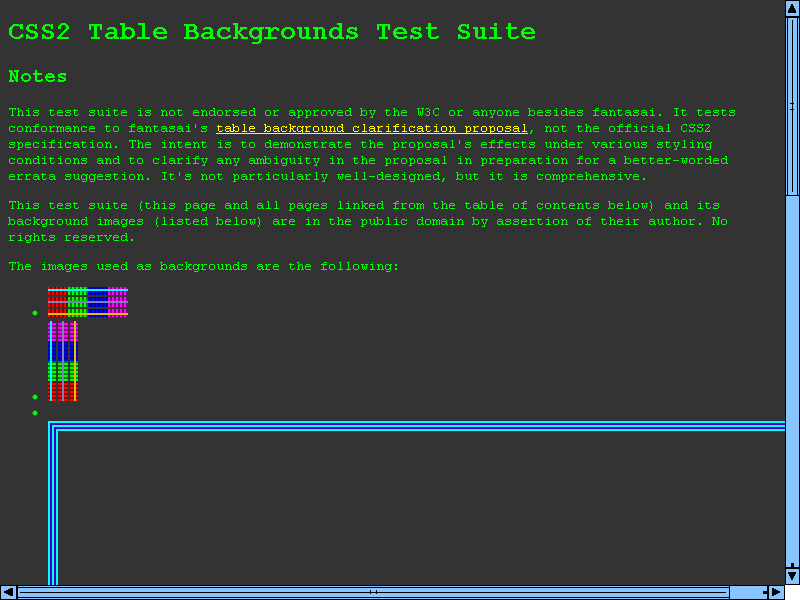 CSS2 Table Backgrounds Test Suite
Notes
This test suite is not endorsed or approved by the W3C or anyone besides fantasai. It tests
conformance to fantasai's table background clarification proposal, not the official CSS2
specification. The intent is to demonstrate the proposal's effects under various styling
conditions and to clarify any ambiguity in the proposal in preparation for a better-worded
errata suggestion. It's not particularly well-designed, but it is comprehensive.
This test suite (this page and all pages linked from the table of contents below) and its
background images (listed below) are in the public domain by assertion of their author. No
rights reserved.
The images used as backgrounds are the following: